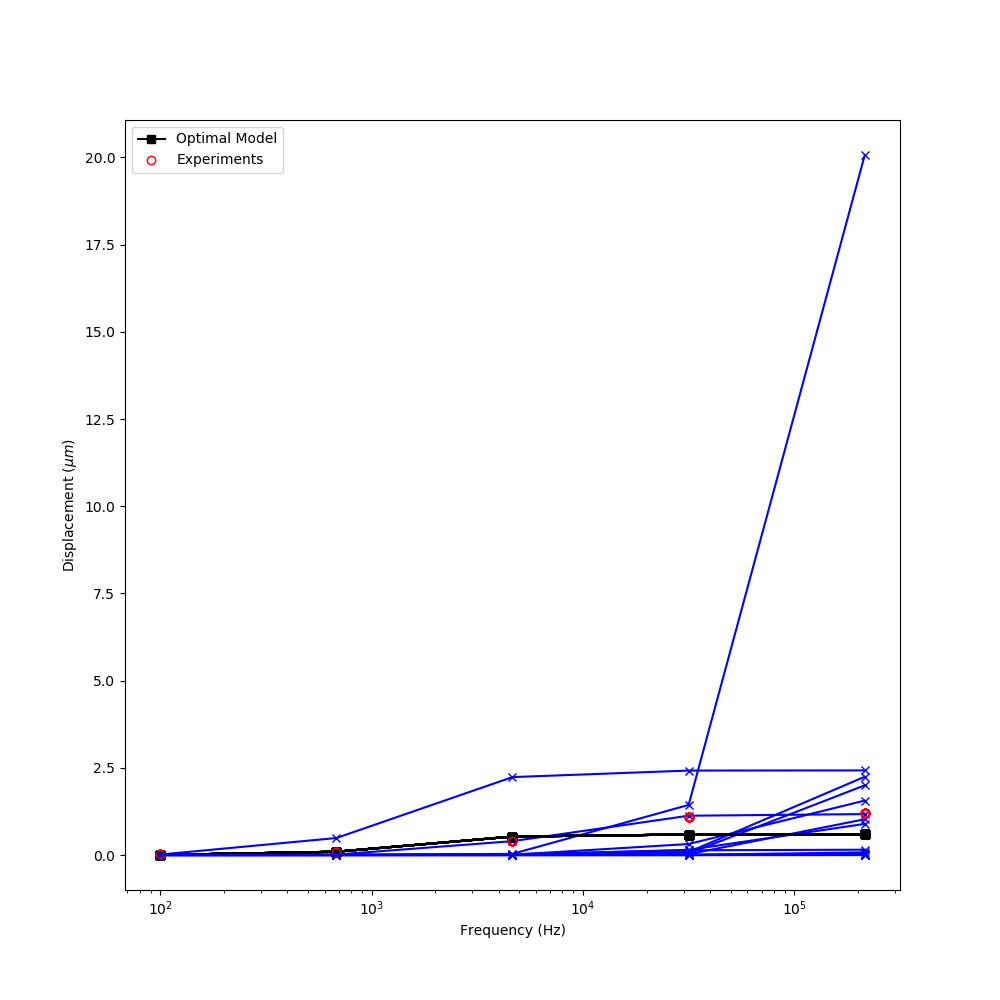 Optimal Model
Experiments
20.0
17.5
15.0
12.5
10.0
7.5
5.0
2.5
0.0
Displacement (μm)
10² 10³ 10⁴ 10⁵
Frequency (Hz)